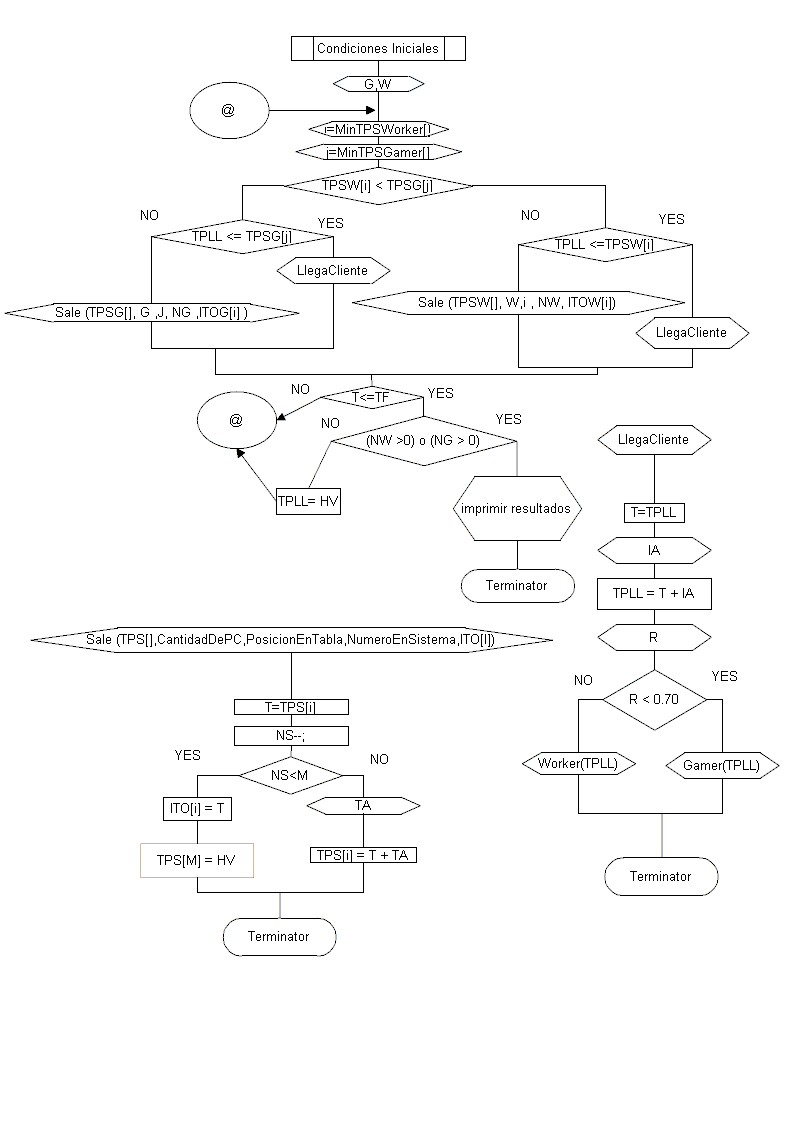 Condiciones Iniciales
G,W
@
i=MinTPSWorker[]
j=MinTPSGamer[]
TPSW[i] < TPSG[j]
NO
YES
TPLL <= TPSG[j]
LlegaCliente
Sale (TPSG[], G ,J, NG ,ITOG[i] )
NO
YES
TPLL <=TPSW[i]
Sale (TPSW[], W,i , NW, ITOW[i])
LlegaCliente
NO
T<=TF
YES
@
NO
(NW >0) o (NG > 0)
YES
TPLL= HV
imprimir resultados
Terminator
LlegaCliente
T=TPLL
IA
TPLL = T + IA
R
NO
R < 0.70
YES
Worker(TPLL)
Gamer(TPLL)
Terminator
Sale (TPS[],CantidadDePC,PosicionEnTabla,NumeroEnSistema,ITO[I])
T=TPS[i]
NS--;
YES
NS<M
NO
ITO[i] = T
TA
TPS[M] = HV
TPS[i] = T + TA
Terminator